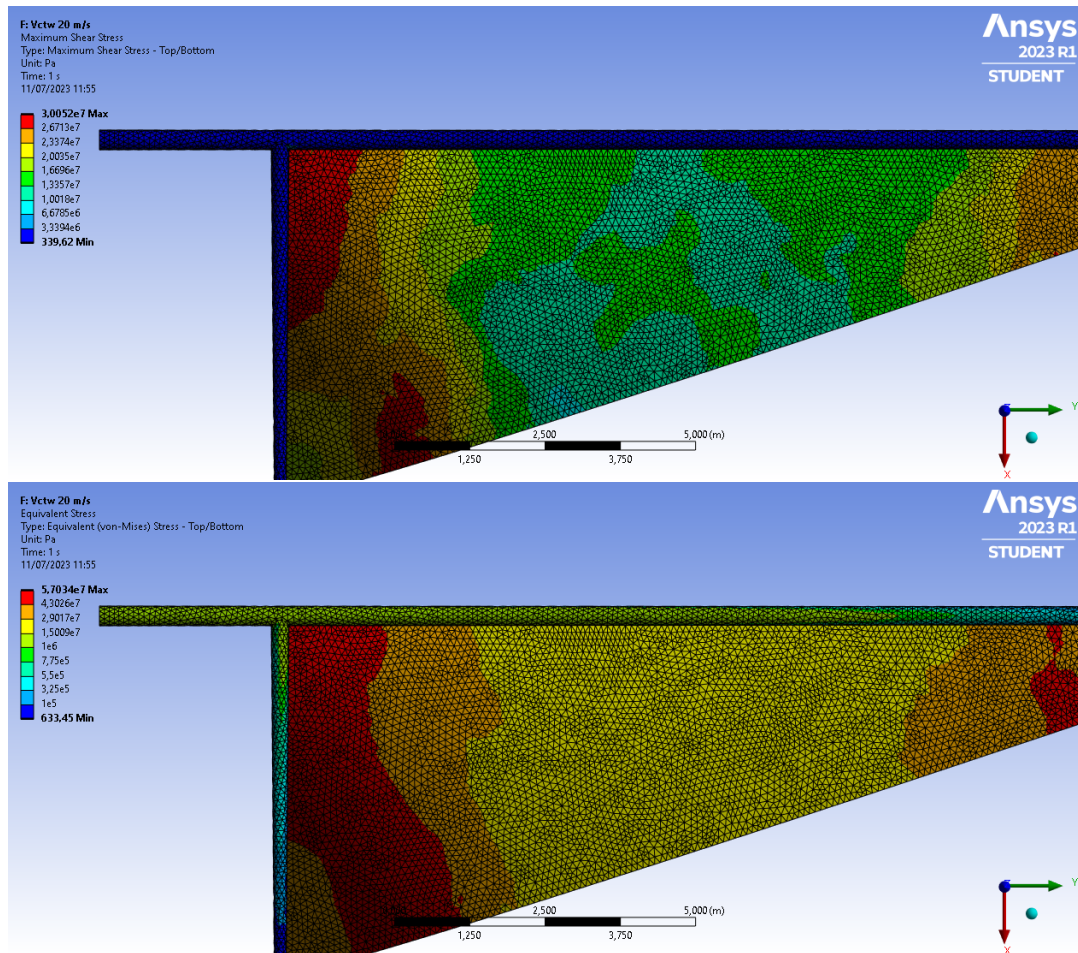 F: Vctw 20 m/s
Maximum Shear Stress
Type: Maximum Shear Stress - Top/Bottom
Unit: Pa
Time: 1 s
11/07/2023 11:55
3,0052e7 Max
2,6713e7
2,3374e7
2,0035e7
1,6696e7
1,3357e7
1,0018e7
6,6785e6
3,3394e6
339,62 Min
Ansys
2023 R1
STUDENT
2,500
5,000 (m)
1,250
3,750
Y
X
F: Vctw 20 m/s
Equivalent Stress
Type: Equivalent (von-Mises) Stress - Top/Bottom
Unit: Pa
Time: 1 s
11/07/2023 11:55
5,7034e7 Max
4,3026e7
2,9017e7
1,5009e7
1e6
7,75e5
5,5e5
3,25e5
1e5
633,45 Min
Ansys
2023 R1
STUDENT
2,500
5,000 (m)
1,250
3,750
Y
X